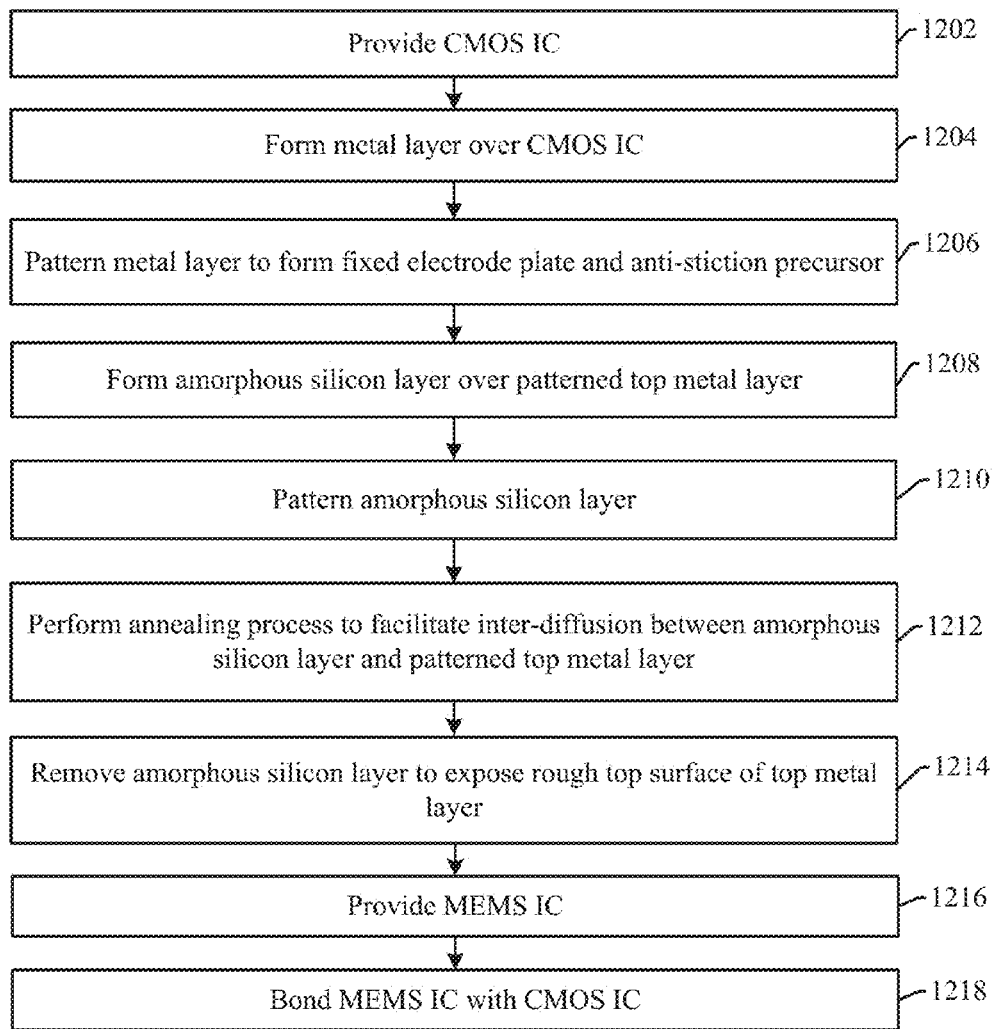 Provide CMOS IC
1202
Form metal layer over CMOS IC
1204
Pattern metal layer to form fixed electrode plate and anti-stiction precursor
1206
Form amorphous silicon layer over patterned top metal layer
1208
Pattern amorphous silicon layer
1210
Perform annealing process to facilitate inter-diffusion between amorphous
silicon layer and patterned top metal layer
1212
Remove amorphous silicon layer to expose rough top surface of top metal
layer
1214
Provide MEMS IC
1216
Bond MEMS IC with CMOS IC
1218